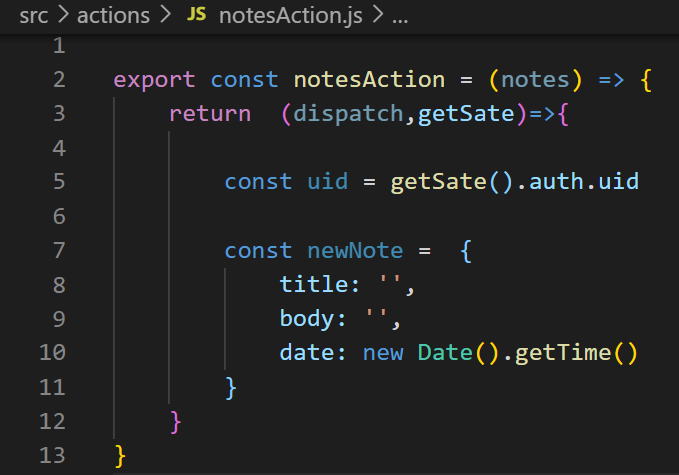 src > actions > JS notesAction.js > ...
1
2 export const notesAction = (notes) => {
3     return  (dispatch,getSate)=>{
4
5         const uid = getSate().auth.uid
6
7         const newNote =  {
8             title: '',
9             body: '',
10             date: new Date().getTime()
11         }
12     }
13 }